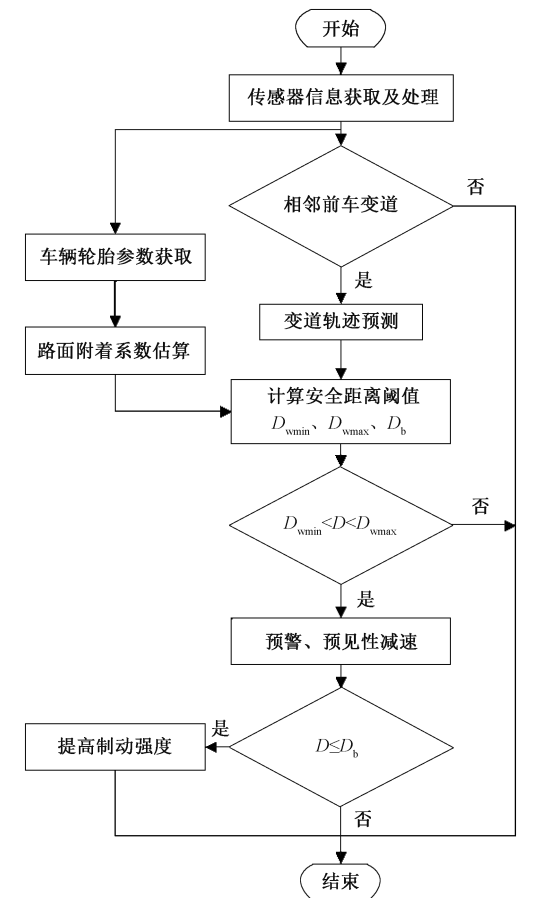 开始
传感器信息获取及处理
相邻前车变道
否
车辆轮胎参数获取
是
变道轨迹预测
路面附着系数估算
计算安全距离阈值
Dwmin、Dwmax、Db
Dwmin<D<Dwmax
否
是
预警、预见性减速
是
提高制动强度
D≤Db
否
结束